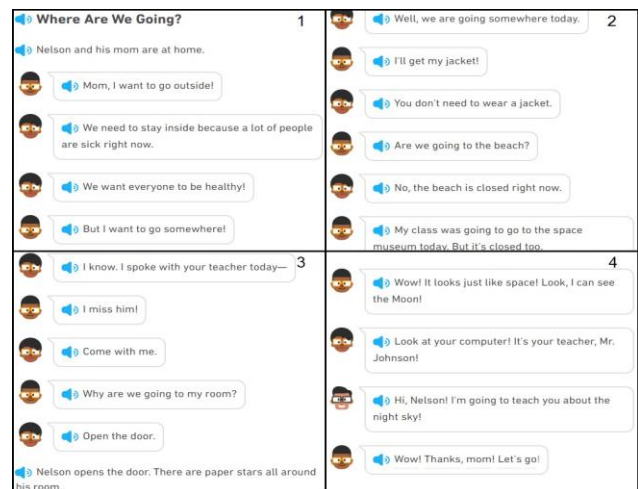 Where Are We Going?
1
Nelson and his mom are at home.
Mom, I want to go outside!
We need to stay inside because a lot of people
are sick right now.
We want everyone to be healthy!
But I want to go somewhere!
Well, we are going somewhere today.
2
I'll get my jacket!
You don't need to wear a jacket.
Are we going to the beach?
No, the beach is closed right now.
My class was going to go to the space
museum today. But it's closed too.
I know. I spoke with your teacher today—
3
I miss him!
Come with me.
Why are we going to my room?
Open the door.
Nelson opens the door. There are paper stars all around
his room
4
Wow! It looks just like space! Look, I can see
the Moon!
Look at your computer! It's your teacher, Mr.
Johnson!
Hi, Nelson! I'm going to teach you about the
night sky!
Wow! Thanks, mom! Let's go!